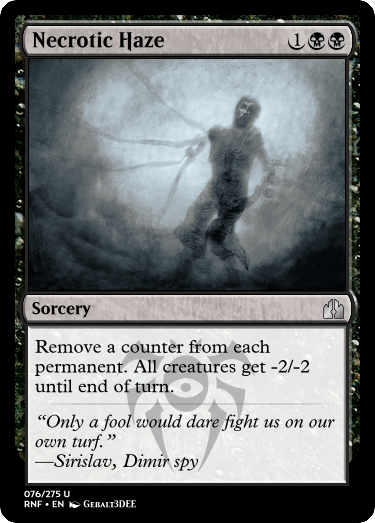 Necrotic Haze 1
Sorcery
Remove a counter from each
permanent. All creatures get -2/-2
until end of turn.
“Only a fool would dare fight us on our
own turf.”
—Sirislav, Dimir spy
076/275 U
RNF • EN Gebalt3DEE